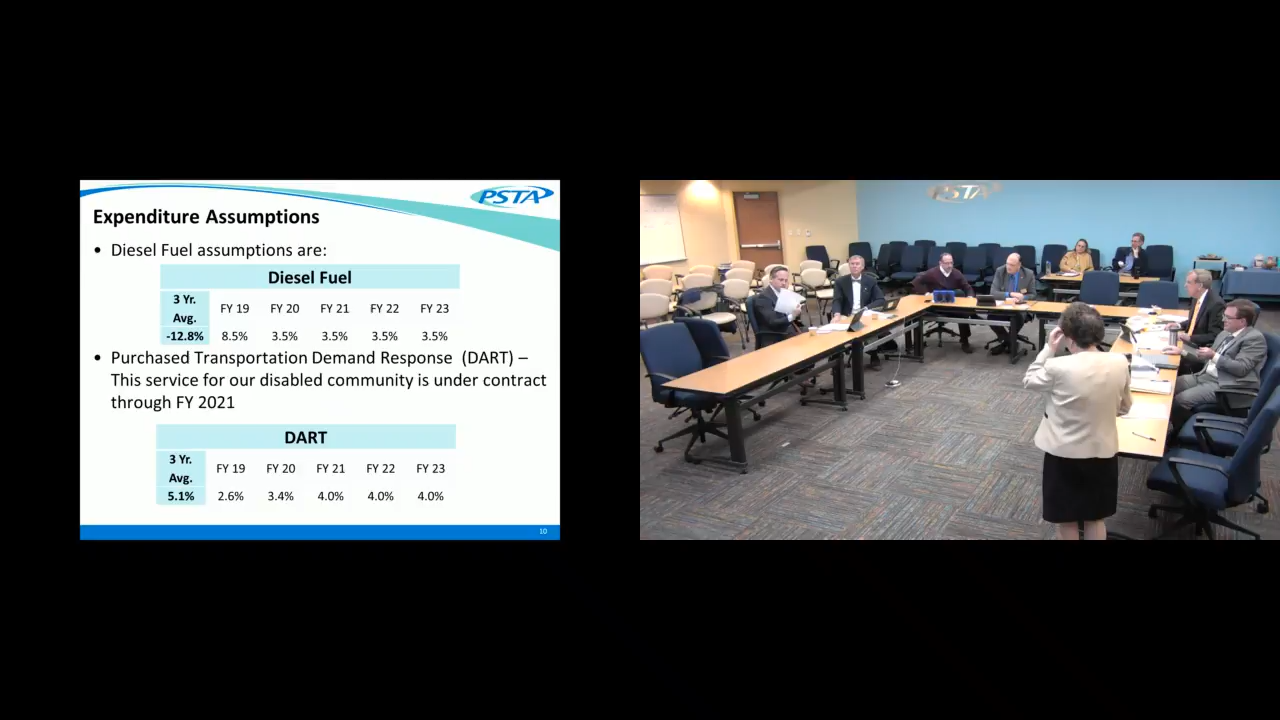 PSTA
Expenditure Assumptions
• Diesel Fuel assumptions are:
Diesel Fuel
3 Yr. Avg. FY 19 FY 20 FY 21 FY 22 FY 23
-12.8% 8.5% 3.5% 3.5% 3.5% 3.5%
• Purchased Transportation Demand Response (DART) –
This service for our disabled community is under contract
through FY 2021
DART
3 Yr. Avg. FY 19 FY 20 FY 21 FY 22 FY 23
5.1% 2.6% 3.4% 4.0% 4.0% 4.0%
10
PSTA